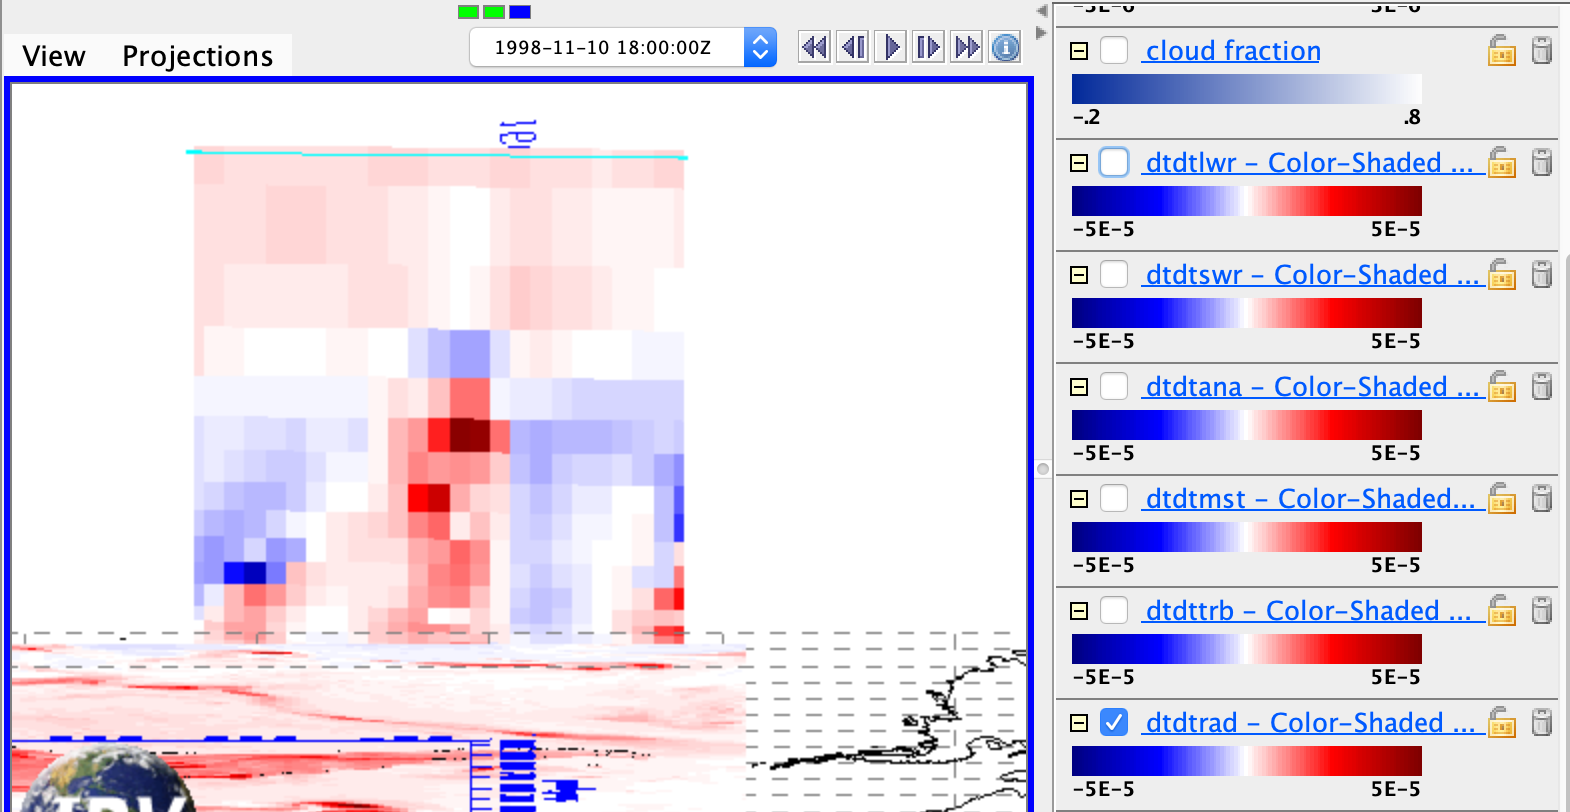 View Projections
1998-11-10 18:00:00Z
lat
cloud fraction
-.2 .8
dtdtlwr - Color-Shaded ...
-5E-5 5E-5
dtdtswr - Color-Shaded ...
-5E-5 5E-5
dtdtana - Color-Shaded ...
-5E-5 5E-5
dtdtmst - Color-Shaded...
-5E-5 5E-5
dtdttrb - Color-Shaded ...
-5E-5 5E-5
dtdtrad - Color-Shaded ...
-5E-5 5E-5